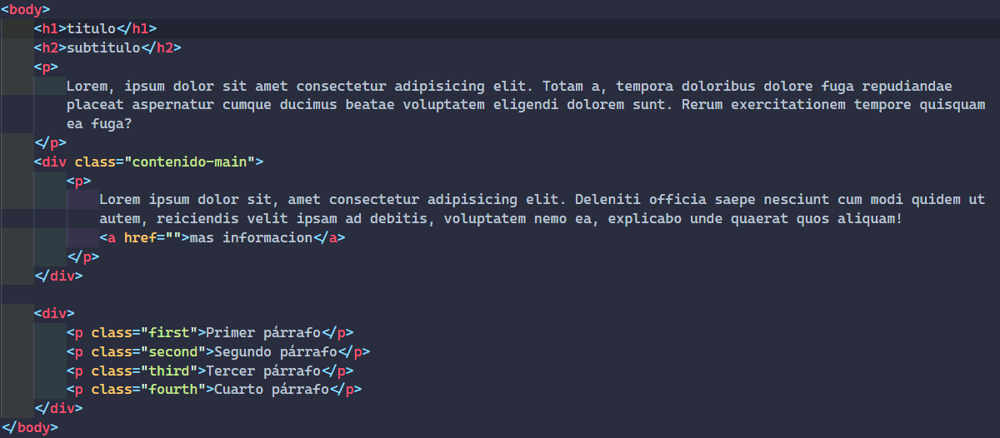 <body>
<h1>titulo</h1>
<h2>subtitulo</h2>
<p>
Lorem, ipsum dolor sit amet consectetur adipisicing elit. Totam a, tempora doloribus dolore fuga repudiandae
placeat aspernatur cumque ducimus beatae voluptatem eligendi dolorem sunt. Rerum exercitationem tempore quisquam
ea fuga?
</p>
<div class="contenido-main">
<p>
Lorem ipsum dolor sit, amet consectetur adipisicing elit. Deleniti officia saepe nesciunt cum modi quidem ut
autem, reiciendis velit ipsam ad debitis, voluptatem nemo ea, explicabo unde quaerat quos aliquam!
<a href="">mas informacion</a>
</p>
</div>
<div>
<p class="first">Primer párrafo</p>
<p class="second">Segundo párrafo</p>
<p class="third">Tercer párrafo</p>
<p class="fourth">Cuarto párrafo</p>
</div>
</body>